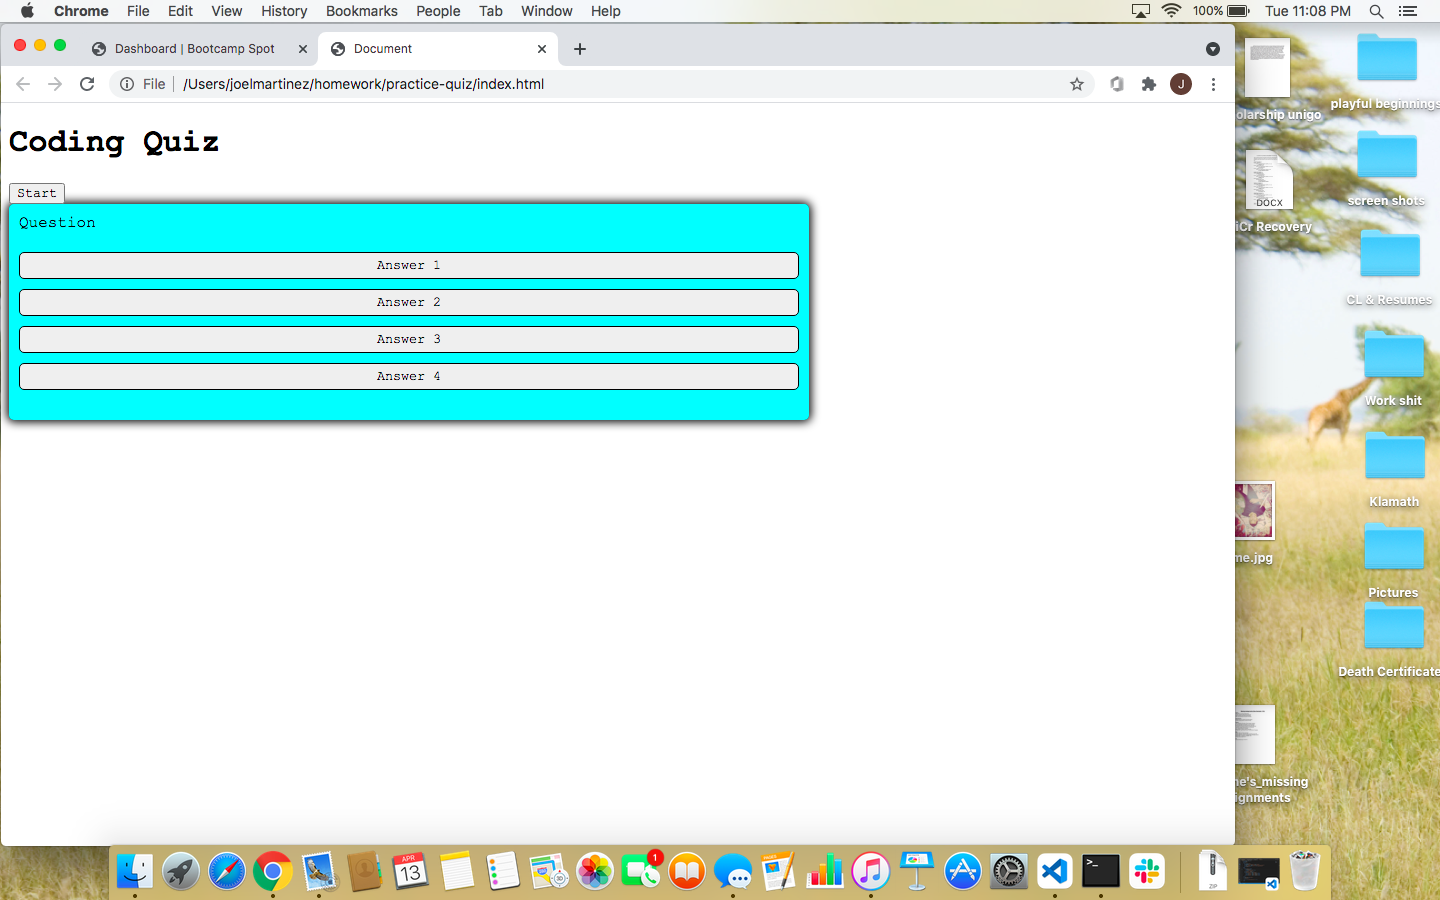 Chrome File Edit View History Bookmarks People Tab Window Help 100% Tue 11:08 PM
Dashboard | Bootcamp Spot
Document
File /Users/joelmartinez/homework/practice-quiz/index.html J
Coding Quiz
Start
Question
Answer 1
Answer 2
Answer 3
Answer 4
olarship unigo
playful beginnings
DOCX
iCr Recovery
screen shots
CL & Resumes
Work shit
Klamath
me.jpg
Pictures
Death Certificate
ne's_missing
ignments
APR
13
1
PAGES
>_
ZIP